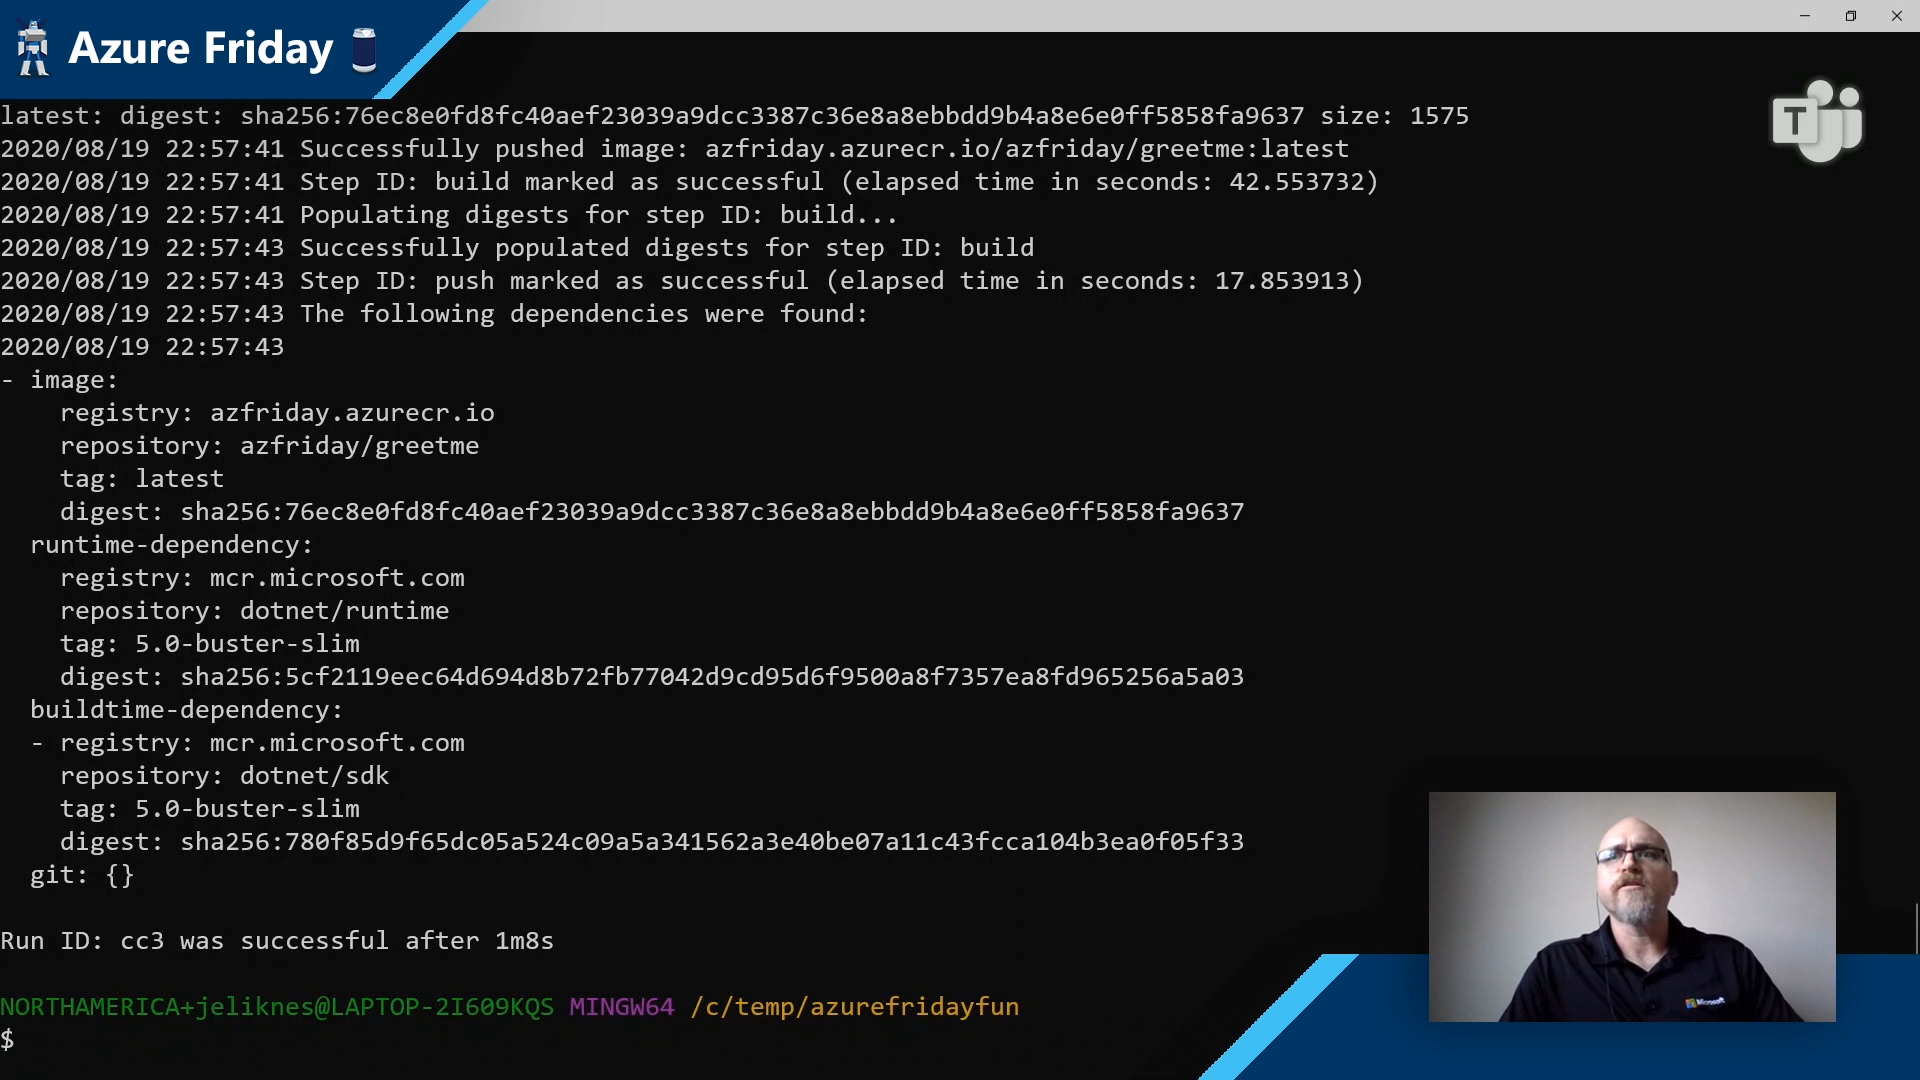 Azure Friday
latest: digest: sha256:76ec8e0fd8fc40aef23039a9dcc3387c36e8a8ebbdd9b4a8e6e0ff5858fa9637 size: 1575
2020/08/19 22:57:41 Successfully pushed image: azfriday.azurecr.io/azfriday/greetme:latest
2020/08/19 22:57:41 Step ID: build marked as successful (elapsed time in seconds: 42.553732)
2020/08/19 22:57:41 Populating digests for step ID: build...
2020/08/19 22:57:43 Successfully populated digests for step ID: build
2020/08/19 22:57:43 Step ID: push marked as successful (elapsed time in seconds: 17.853913)
2020/08/19 22:57:43 The following dependencies were found:
2020/08/19 22:57:43
- image:
registry: azfriday.azurecr.io
repository: azfriday/greetme
tag: latest
digest: sha256:76ec8e0fd8fc40aef23039a9dcc3387c36e8a8ebbdd9b4a8e6e0ff5858fa9637
runtime-dependency:
registry: mcr.microsoft.com
repository: dotnet/runtime
tag: 5.0-buster-slim
digest: sha256:5cf2119eec64d694d8b72fb77042d9cd95d6f9500a8f7357ea8fd965256a5a03
buildtime-dependency:
- registry: mcr.microsoft.com
repository: dotnet/sdk
tag: 5.0-buster-slim
digest: sha256:780f85d9f65dc05a524c09a5a341562a3e40be07a11c43fcca104b3ea0f05f33
git: {}
Run ID: cc3 was successful after 1m8s
NORTHAMERICA+jeliknes@LAPTOP-2I609KQS MINGW64 /c/temp/azurefridayfun
$
T
Microsoft